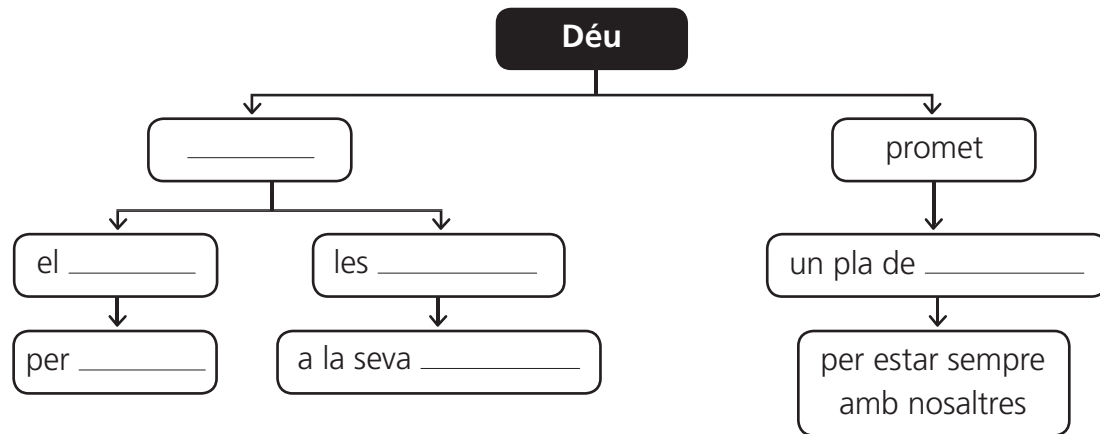 Déu
promet
el
les
un pla de
per
a la seva
per estar sempre
amb nosaltres